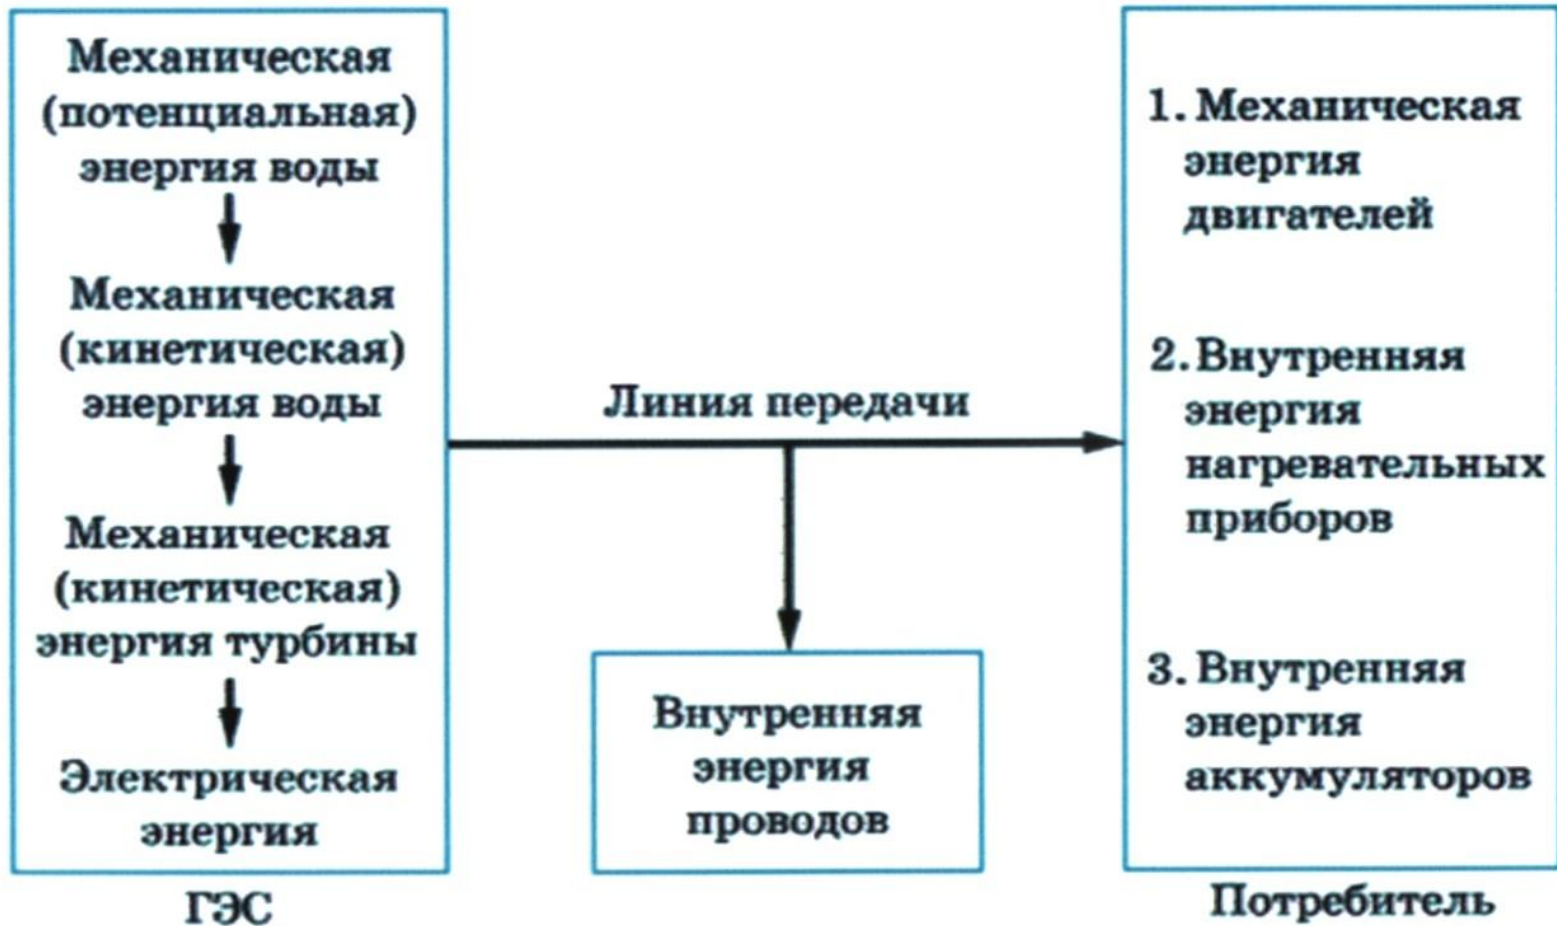 Механическая
(потенциальная)
энергия воды
Механическая
(кинетическая)
энергия воды
Механическая
(кинетическая)
энергия турбины
Электрическая
энергия
ГЭС
Линия передачи
Внутренняя
энергия
проводов
1. Механическая
энергия
двигателей
2. Внутренняя
энергия
нагревательных
приборов
3. Внутренняя
энергия
аккумуляторов
Потребитель